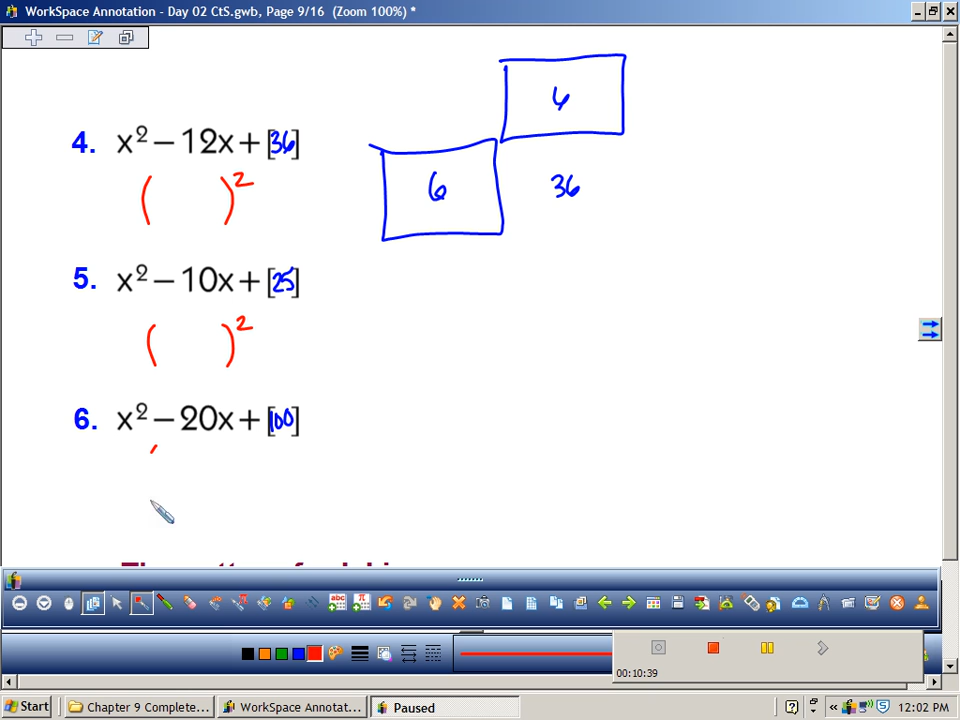 WorkSpace Annotation - Day 02 CtS.gwb, Page 9/16 (Zoom 100%) *
6
4. x² – 12x + [36]
( )²
6
36
5. x² – 10x + [25]
( )²
6. x² – 20x + [100]
abc
00:10:39
Start
Chapter 9 Complete...
WorkSpace Annotat...
Paused
12:02 PM